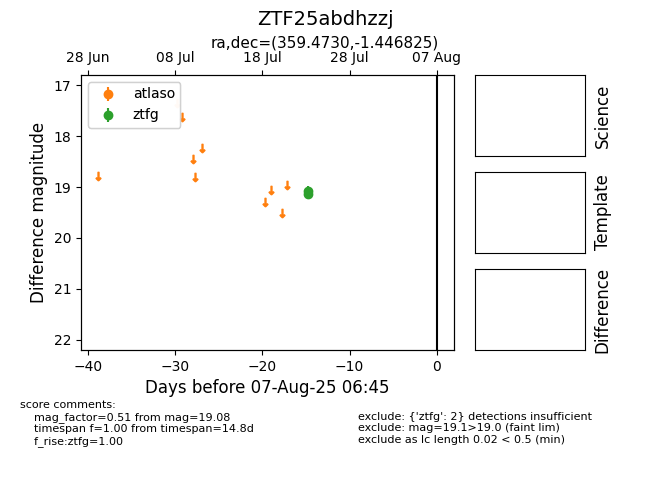 ZTF25abdhzzj
ra,dec=(359.4730,-1.446825)
28 Jun 08 Jul 18 Jul 28 Jul 07 Aug
atlaso
ztfg
17
18
19
20
21
22
Difference magnitude
−40 −30 −20 −10 0
Days before 07-Aug-25 06:45
Science
Template
Difference
score comments:
mag_factor=0.51 from mag=19.08
timespan f=1.00 from timespan=14.8d
f_rise:ztfg=1.00
exclude: {'ztfg': 2} detections insufficient
exclude: mag=19.1>19.0 (faint lim)
exclude as lc length 0.02 < 0.5 (min)